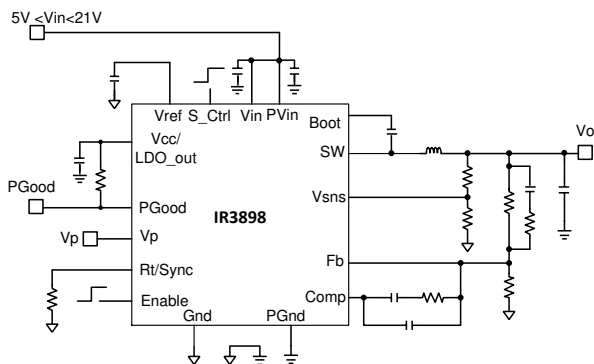 5V <Vin<21V
Vref S_Ctrl Vin PVin
Boot
Vo
Vcc/
LDO_out
SW
PGood
PGood
Vsns
IR3898
Vp
Vp
Rt/Sync
Fb
Enable
Comp
Gnd
PGnd